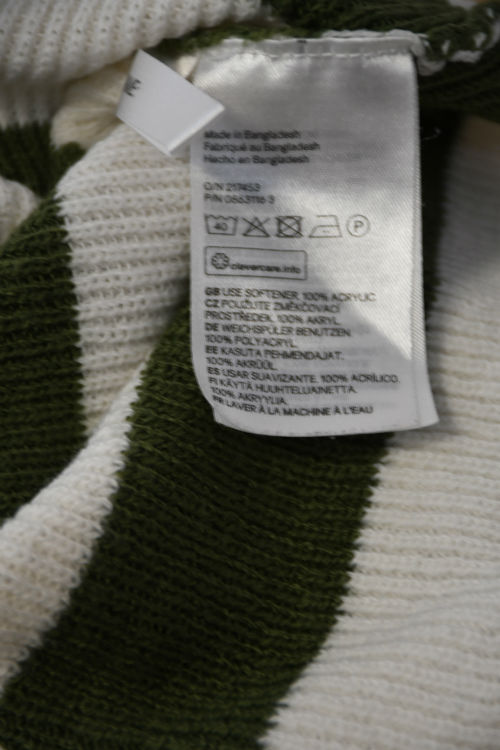 Made in Bangladesh
Fabriqué au Bangladesh
Hecho en Bangladesh
O/N 217453
P/N 0563116 3
40
P
clevercare.info
GB USE SOFTENER. 100% ACRYLIC
CZ POUŽIJTE ZMĚKČOVACÍ
PROSTŘEDEK. 100% AKRYL.
DE WEICHSPÜLER BENUTZEN.
100% POLYACRYL.
EE KASUTA PEHMENDAJAT.
100% AKRÜÜL.
ES USAR SUAVIZANTE. 100% ACRÍLICO.
FI KÄYTÄ HUUHTELUAINETTA.
100% AKRYYLIA.
FR LAVER À LA MACHINE À L'EAU